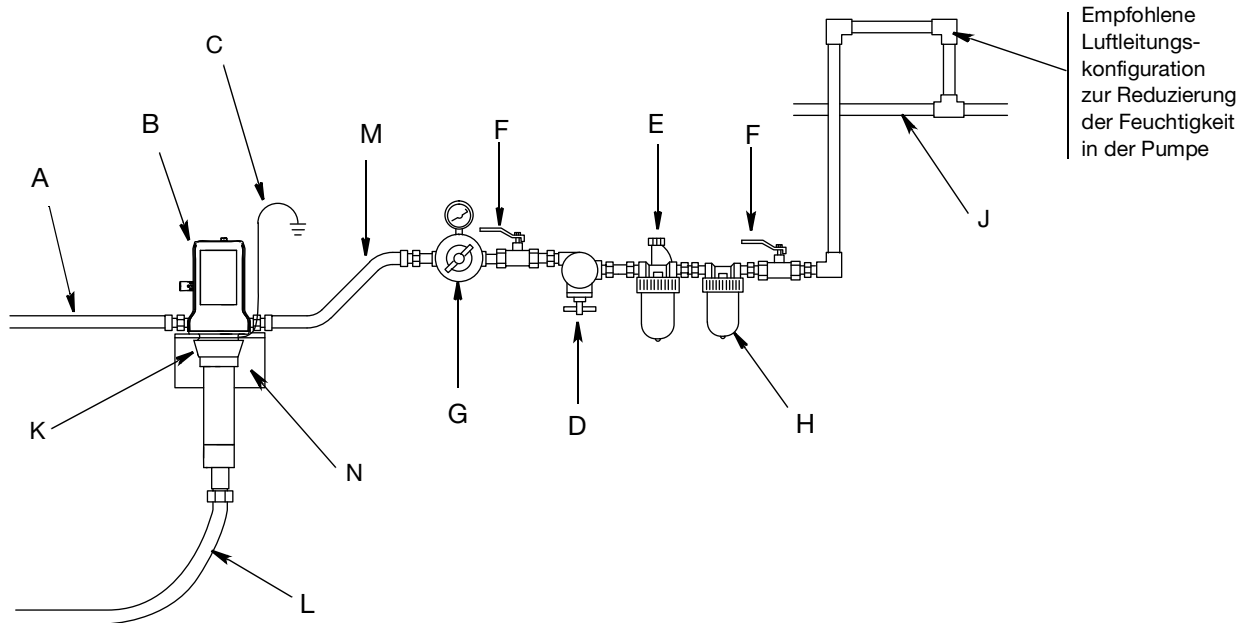 C
B
M
F
E
F
Empfohlene
Luftleitungs-
konfiguration
zur Reduzierung
der Feuchtigkeit
in der Pumpe
A
J
K
N
G
D
H
L